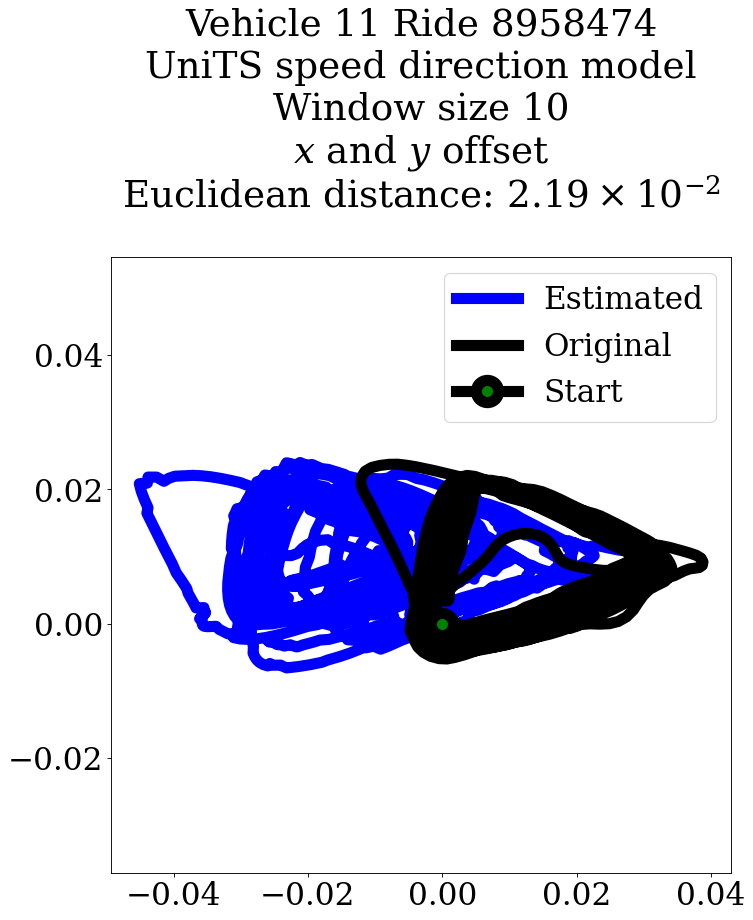 Vehicle 11 Ride 8958474
UniTS speed direction model
Window size 10
x and y offset
Euclidean distance: 2.19 × 10⁻²
Estimated
Original
Start
0.04
0.02
0.00
−0.02
−0.04 −0.02 0.00 0.02 0.04